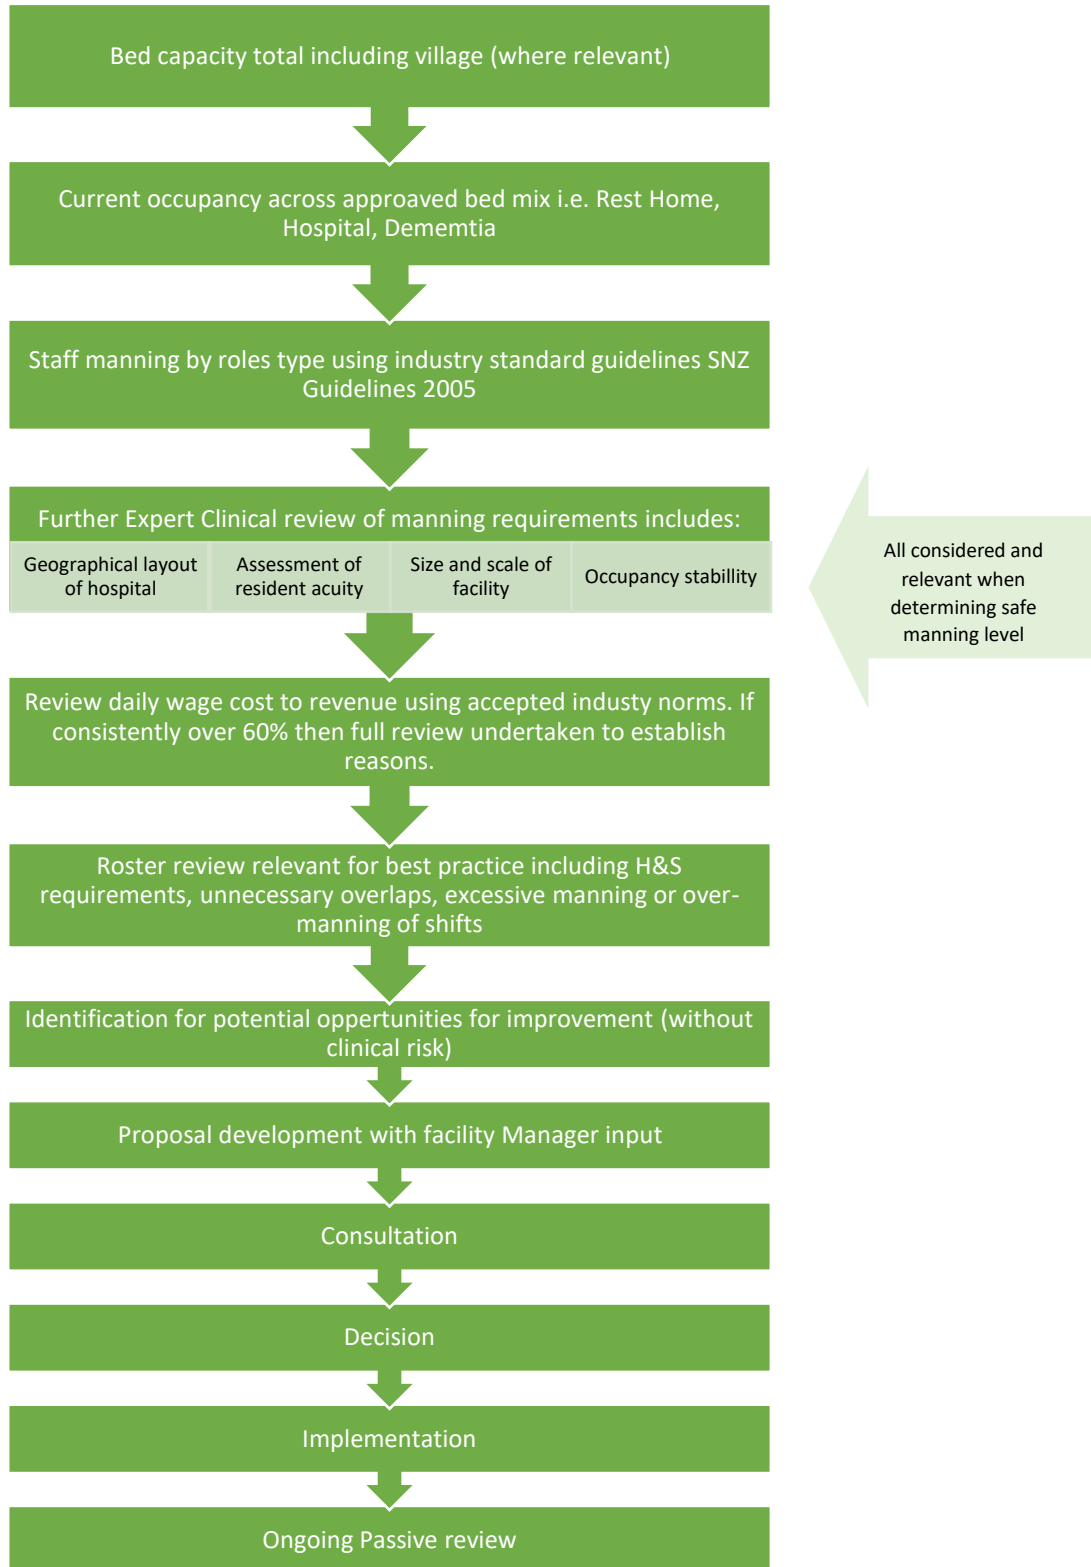 Bed capacity total including village (where relevant)
Current occupancy across approaved bed mix i.e. Rest Home,
Hospital, Dememtia
Staff manning by roles type using industry standard guidelines SNZ
Guidelines 2005
Further Expert Clinical review of manning requirements includes:
Geographical layout
of hospital
Assessment of
resident acuity
Size and scale of
facility
Occupancy stabillity
All considered and
relevant when
determining safe
manning level
Review daily wage cost to revenue using accepted industy norms. If
consistently over 60% then full review undertaken to establish
reasons.
Roster review relevant for best practice including H&S
requirements, unnecessary overlaps, excessive manning or over-
manning of shifts
Identification for potential oppertunities for improvement (without
clinical risk)
Proposal development with facility Manager input
Consultation
Decision
Implementation
Ongoing Passive review